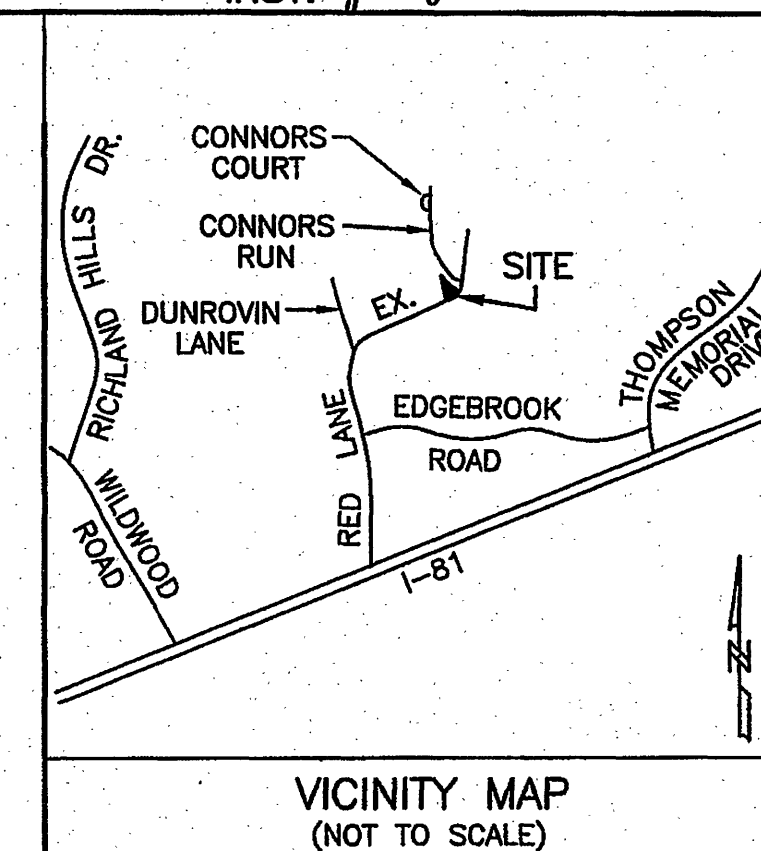 CONNORS
COURT
CONNORS
RUN
SITE
DUNROVIN
LANE
EX.
RICHLAND HILLS DR.
THOMPSON
MEMORIAL
DRIVE
RED LANE
EDGEBROOK
ROAD
WILDWOOD
ROAD
I-81
N
VICINITY MAP
(NOT TO SCALE)